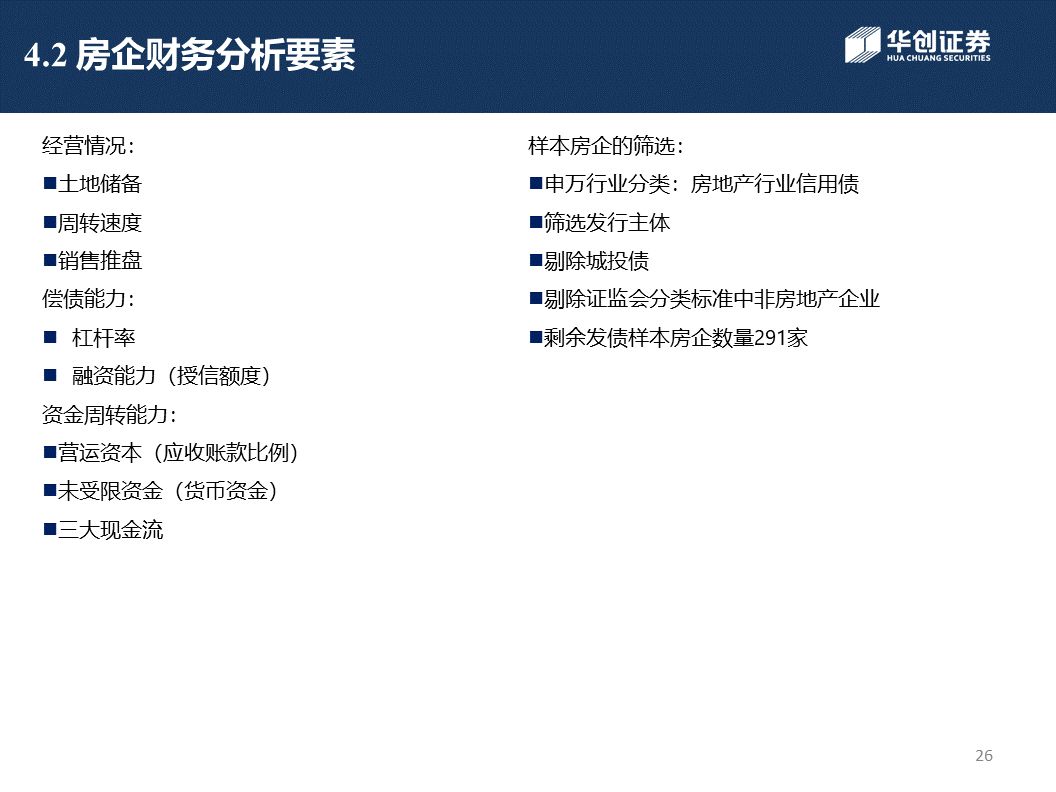 4.2 房企财务分析要素
华创证券
HUA CHUANG SECURITIES
经营情况：
■土地储备
■周转速度
■销售推盘
偿债能力：
■ 杠杆率
■ 融资能力（授信额度）
资金周转能力：
■营运资本（应收账款比例）
■未受限资金（货币资金）
■三大现金流
样本房企的筛选：
■申万行业分类：房地产行业信用债
■筛选发行主体
■剔除城投债
■剔除证监会分类标准中非房地产企业
■剩余发债样本房企数量291家
26